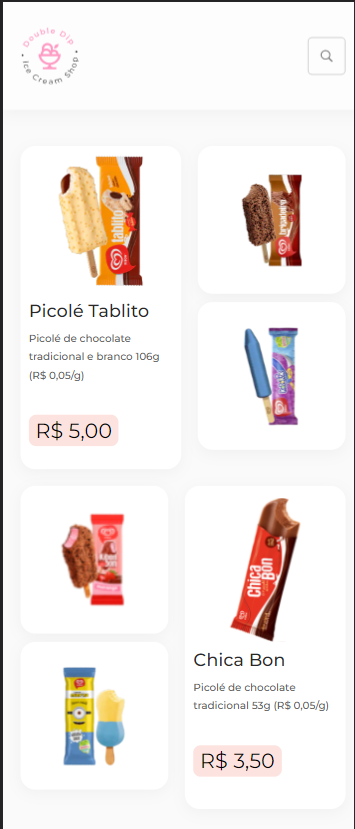 Double Dip
• Ice Cream Shop •
tablito
Picolé Tablito
Picolé de chocolate
tradicional e branco 106g
(R$ 0,05/g)
R$ 5,00
Chica
Bon
Chica Bon
Picolé de chocolate
tradicional 53g (R$ 0,05/g)
R$ 3,50